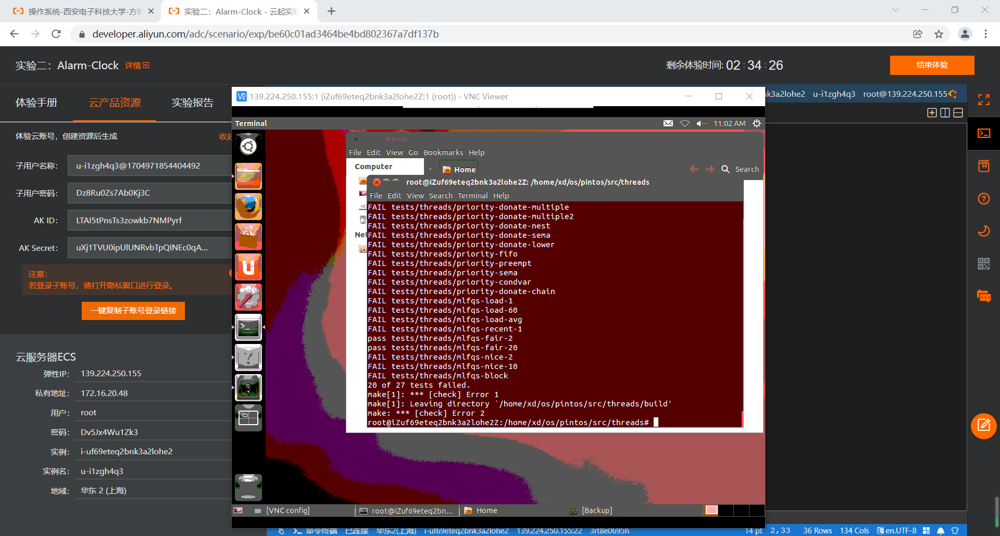 操作系统-西安电子科技大学-方敏
实验二：Alarm-Clock - 云起实验
developer.aliyun.com/adc/scenario/exp/be60c01ad3464be4bd802367a7df137b
实验二：Alarm-Clock 详情
剩余体验时间: 02 : 34 : 26
结束体验
体验手册 云产品资源 实验报告
体验云账号，创建资源后生成 收起
子用户名称： u-i1zgh4q3@1704971854404492
子用户密码： Dz8Ru0Zs7Ab0Kj3C
AK ID： LTAI5tPnsTs3zowkb7NMPyrf
AK Secret： uXj1TVU0ipUlUNRvbTpQINEc0qA...
注意：
若登录子账号，请打开隐私窗口进行登录。
一键复制子账号登录链接
云服务器ECS
弹性IP： 139.224.250.155
私有地址： 172.16.20.48
用户： root
密码： Dv5Jx4Wu1Zk3
实例： i-uf69eteq2bnk3a2lohe2
实例名： u-i1zgh4q3
地域： 华东 2 (上海)
139.224.250.155:1 (iZuf69eteq2bnk3a2lohe2Z:1 (root)) - VNC Viewer
k3a2lohe2 u-i1zgh4q3 root@139.224.250.155
Terminal
11:02 AM
Home
File Edit View Go Bookmarks Help
Computer
Home
Search
Net
root@iZuf69eteq2bnk3a2lohe2Z: /home/xd/os/pintos/src/threads
File Edit View Search Terminal Help
FAIL tests/threads/priority-donate-multiple
FAIL tests/threads/priority-donate-multiple2
FAIL tests/threads/priority-donate-nest
FAIL tests/threads/priority-donate-sema
FAIL tests/threads/priority-donate-lower
FAIL tests/threads/priority-fifo
FAIL tests/threads/priority-preempt
FAIL tests/threads/priority-sema
FAIL tests/threads/priority-condvar
FAIL tests/threads/priority-donate-chain
FAIL tests/threads/mlfqs-load-1
FAIL tests/threads/mlfqs-load-60
FAIL tests/threads/mlfqs-load-avg
FAIL tests/threads/mlfqs-recent-1
pass tests/threads/mlfqs-fair-2
pass tests/threads/mlfqs-fair-20
FAIL tests/threads/mlfqs-nice-2
FAIL tests/threads/mlfqs-nice-10
FAIL tests/threads/mlfqs-block
20 of 27 tests failed.
make[1]: *** [check] Error 1
make[1]: Leaving directory `/home/xd/os/pintos/src/threads/build'
make: *** [check] Error 2
root@iZuf69eteq2bnk3a2lohe2Z:/home/xd/os/pintos/src/threads#
[VNC config] root@iZuf69eteq2bn... Home [Backup]
命令终端 已连接 华东2(上海) i-uf69eteq2bnk3a2lohe2 139.224.250.155:22 3rt8e0695h
14 pt 2,33 36 Rows 134 Cols en.UTF-8